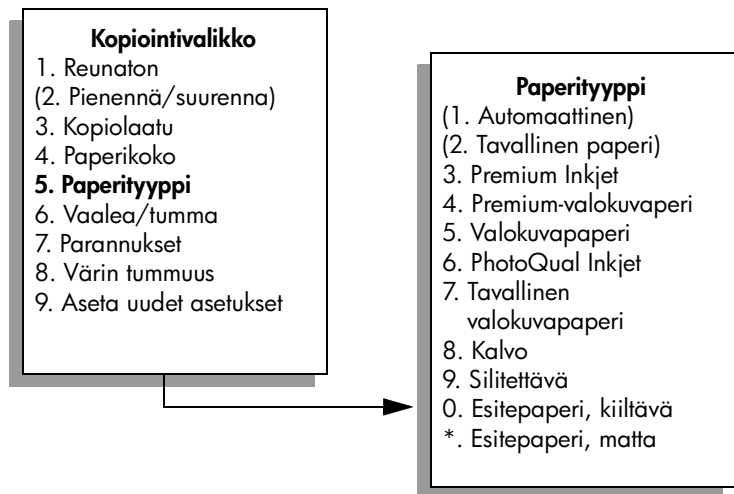 Kopiointivalikko
1. Reunaton
(2. Pienennä/suurenna)
3. Kopiolaatu
4. Paperikoko
5. Paperityyppi
6. Vaalea/tumma
7. Parannukset
8. Värin tummuus
9. Aseta uudet asetukset
Paperityyppi
(1. Automaattinen)
(2. Tavallinen paperi)
3. Premium Inkjet
4. Premium-valokuvaperi
5. Valokuvapaperi
6. PhotoQual Inkjet
7. Tavallinen
valokuvapaperi
8. Kalvo
9. Silitettävä
0. Esitepaperi, kiiltävä
*. Esitepaperi, matta